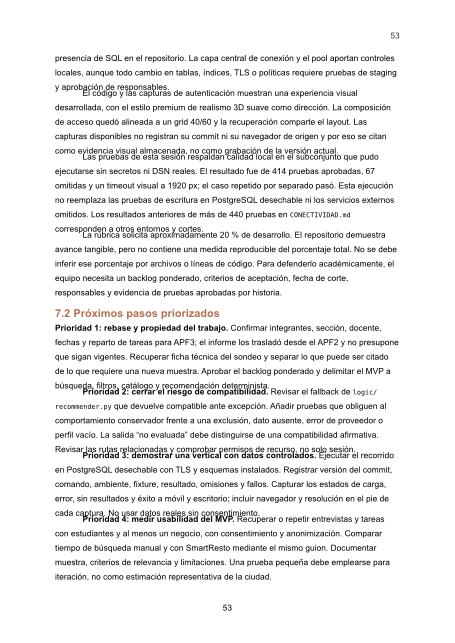 53
presencia de SQL en el repositorio. La capa central de conexión y el pool aportan controles
locales, aunque todo cambio en tablas, índices, TLS o políticas requiere pruebas de staging
y aprobación de responsables.
El código y las capturas de autenticación muestran una experiencia visual
desarrollada, con el estilo premium de realismo 3D suave como dirección. La composición
de acceso quedó alineada a un grid 40/60 y la recuperación comparte el layout. Las
capturas disponibles no registran su commit ni su navegador de origen y por eso se citan
como evidencia visual almacenada, no como grabación de la versión actual.
Las pruebas de esta sesión respaldan calidad local en el subconjunto que pudo
ejecutarse sin secretos ni DSN reales. El resultado fue de 414 pruebas aprobadas, 67
omitidas y un timeout visual a 1920 px; el caso repetido por separado pasó. Esta ejecución
no reemplaza las pruebas de escritura en PostgreSQL desechable ni los servicios externos
omitidos. Los resultados anteriores de más de 440 pruebas en CONECTIVIDAD.md
corresponden a otros entornos y cortes.
La rúbrica solicita aproximadamente 20 % de desarrollo. El repositorio demuestra
avance tangible, pero no contiene una medida reproducible del porcentaje total. No se debe
inferir ese porcentaje por archivos o líneas de código. Para defenderlo académicamente, el
equipo necesita un backlog ponderado, criterios de aceptación, fecha de corte,
responsables y evidencia de pruebas aprobadas por historia.
7.2 Próximos pasos priorizados
Prioridad 1: rebase y propiedad del trabajo. Confirmar integrantes, sección, docente,
fechas y reparto de tareas para APF3; el informe los trasladó desde el APF2 y no presupone
que sigan vigentes. Recuperar ficha técnica del sondeo y separar lo que puede ser citado
de lo que requiere una nueva muestra. Aprobar el backlog ponderado y delimitar el MVP a
búsqueda, filtros, catálogo y recomendación determinista.
Prioridad 2: cerrar el riesgo de compatibilidad. Revisar el fallback de logic/
recommender.py que devuelve compatible ante excepción. Añadir pruebas que obliguen al
comportamiento conservador frente a una exclusión, dato ausente, error de proveedor o
perfil vacío. La salida “no evaluada” debe distinguirse de una compatibilidad afirmativa.
Revisar las rutas relacionadas y comprobar permisos de recurso, no solo sesión.
Prioridad 3: demostrar una vertical con datos controlados. Ejecutar el recorrido
en PostgreSQL desechable con TLS y esquemas instalados. Registrar versión del commit,
comando, ambiente, fixture, resultado, omisiones y fallos. Capturar los estados de carga,
error, sin resultados y éxito a móvil y escritorio; incluir navegador y resolución en el pie de
cada captura. No usar datos reales sin consentimiento.
Prioridad 4: medir usabilidad del MVP. Recuperar o repetir entrevistas y tareas
con estudiantes y al menos un negocio, con consentimiento y anonimización. Comparar
tiempo de búsqueda manual y con SmartResto mediante el mismo guion. Documentar
muestra, criterios de relevancia y limitaciones. Una prueba pequeña debe emplearse para
iteración, no como estimación representativa de la ciudad.
53